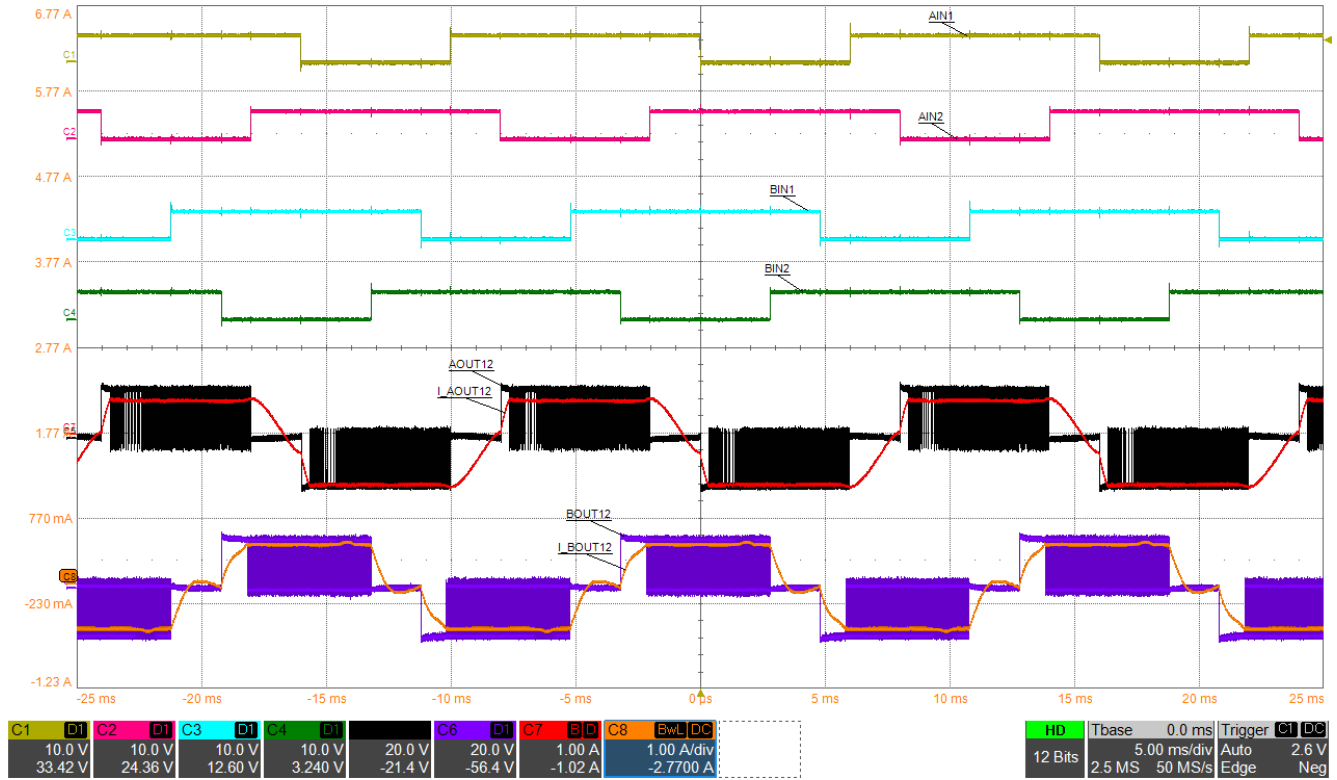 6.77 A
AIN1
C1
5.77 A
C2
AIN2
4.77 A
BIN1
C3
3.77 A
BIN2
C4
2.77 A
AOUT12
I_AOUT12
1.77 A
770 mA
BOUT12
I_BOUT12
C8
-230 mA
-1.23 A
-25 ms -20 ms -15 ms -10 ms -5 ms 0 ps 5 ms 10 ms 15 ms 20 ms 25 ms
C1 D1 C2 D1 C3 D1 C4 D1 C6 D1 C7 B D C8 BwL DC HD Tbase 0.0 ms Trigger C1 DC
10.0 V 10.0 V 10.0 V 10.0 V 20.0 V 20.0 V 1.00 A 1.00 A/div 12 Bits 5.00 ms/div Auto 2.6 V
33.42 V 24.36 V 12.60 V 3.240 V -21.4 V -56.4 V -1.02 A -2.7700 A 2.5 MS 50 MS/s Edge Neg